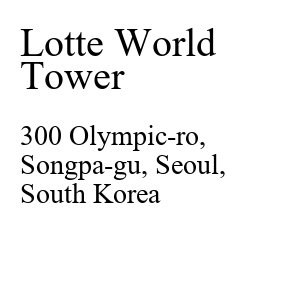 Lotte World
Tower
300 Olympic-ro,
Songpa-gu, Seoul,
South Korea